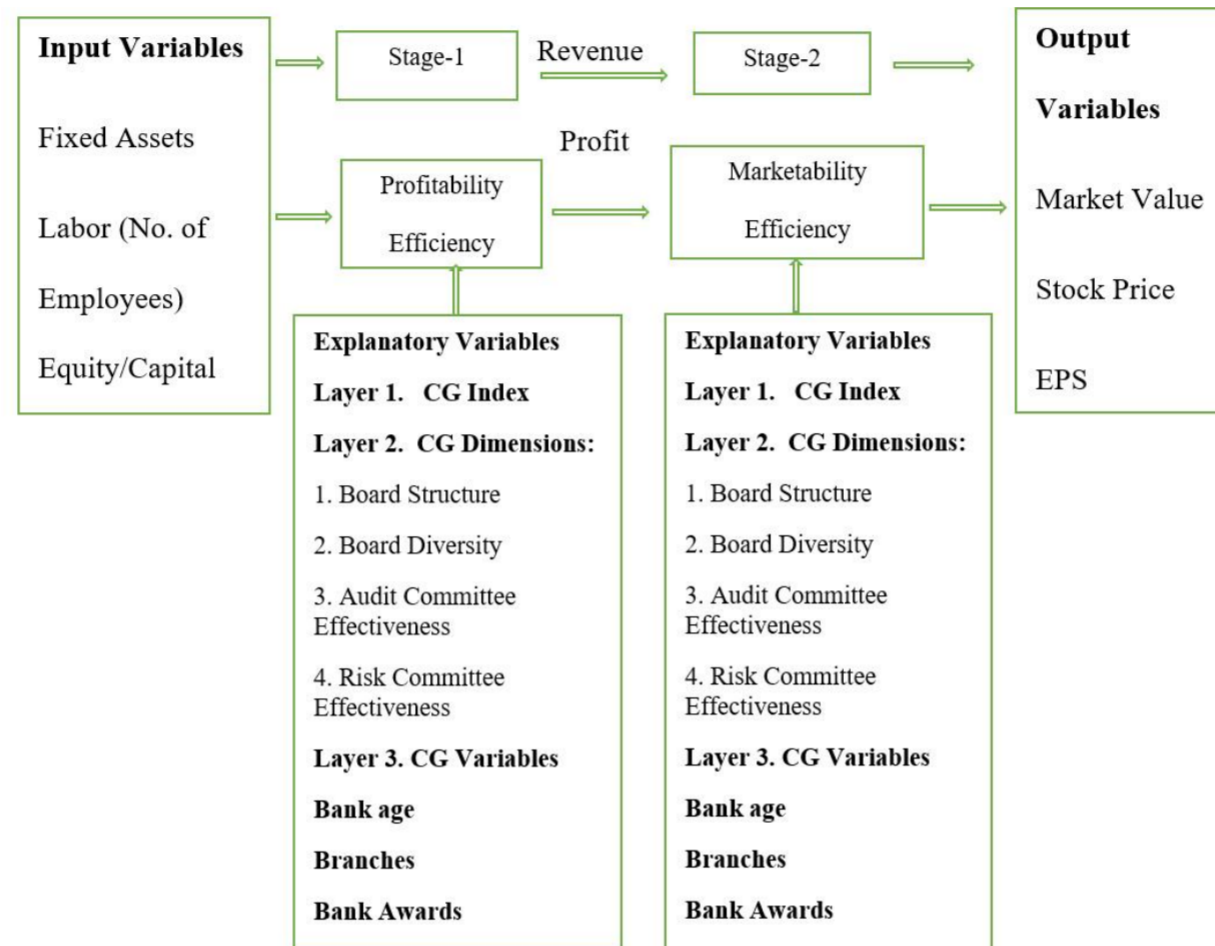 Input Variables
Fixed Assets
Labor (No. of
Employees)
Equity/Capital
Stage-1
Revenue
Stage-2
Profit
Profitability
Efficiency
Marketability
Efficiency
Output
Variables
Market Value
Stock Price
EPS
Explanatory Variables
Layer 1. CG Index
Layer 2. CG Dimensions:
1. Board Structure
2. Board Diversity
3. Audit Committee
Effectiveness
4. Risk Committee
Effectiveness
Layer 3. CG Variables
Bank age
Branches
Bank Awards
Explanatory Variables
Layer 1. CG Index
Layer 2. CG Dimensions:
1. Board Structure
2. Board Diversity
3. Audit Committee
Effectiveness
4. Risk Committee
Effectiveness
Layer 3. CG Variables
Bank age
Branches
Bank Awards